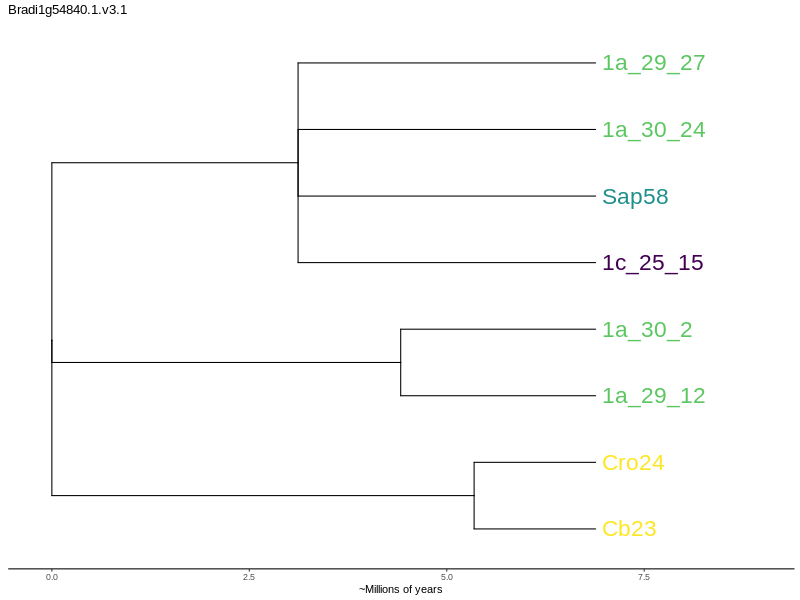 Bradi1g54840.1.v3.1
1a_29_27
1a_30_24
Sap58
1c_25_15
1a_30_2
1a_29_12
Cro24
Cb23
0.0 2.5 5.0 7.5
~Millions of years